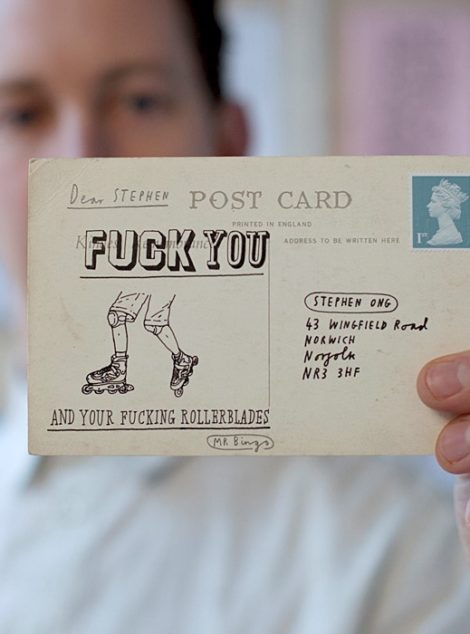 Dear STEPHEN
POST CARD
PRINTED IN ENGLAND
ADDRESS TO BE WRITTEN HERE
FUCK YOU
AND YOUR FUCKING ROLLERBLADES
MR BINGO
1st
STEPHEN ONG
43 WINGFIELD Road
NORWICH
Norfolk
NR3 3HF